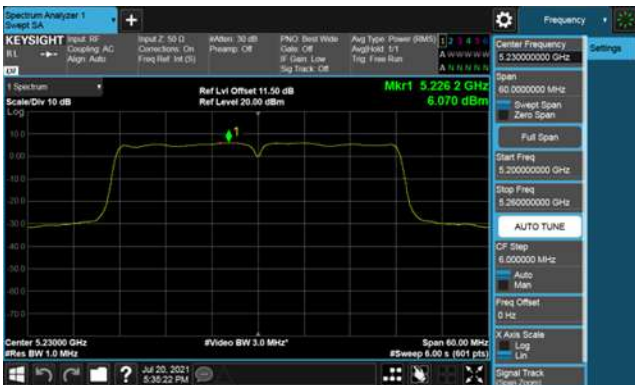 Spectrum Analyzer 1
Swept SA
+
Frequency
KEYSIGHT
RL
Input: RF
Coupling: AC
Align: Auto
Input Z: 50 Ω
Corrections: On
Freq Ref: Int (S)
#Atten: 30 dB
Preamp: Off
PNO: Best Wide
Gate: Off
IF Gain: Low
Sig Track: Off
Avg Type: Power (RMS)
Avg|Hold: 1/1
Trig: Free Run
1 2 3 4 5 6
A W W W W W
A N N N N N
1 Spectrum
Scale/Div 10 dB
Log
Ref Lvl Offset 11.50 dB
Ref Level 20.00 dBm
Mkr1 5.226 2 GHz
6.070 dBm
10.0
0.00
-10.0
-20.0
-30.0
-40.0
-50.0
-60.0
-70.0
1
Center 5.23000 GHz
#Res BW 1.0 MHz
#Video BW 3.0 MHz*
Span 60.00 MHz
#Sweep 6.00 s (601 pts)
Jul 20, 2021
5:35:22 PM
Center Frequency
5.230000000 GHz
Settings
Span
60.0000000 MHz
Swept Span
Zero Span
Full Span
Start Freq
5.200000000 GHz
Stop Freq
5.260000000 GHz
AUTO TUNE
CF Step
6.000000 MHz
Auto
Man
Freq Offset
0 Hz
X Axis Scale
Log
Lin
Signal Track
(Span Zoom)